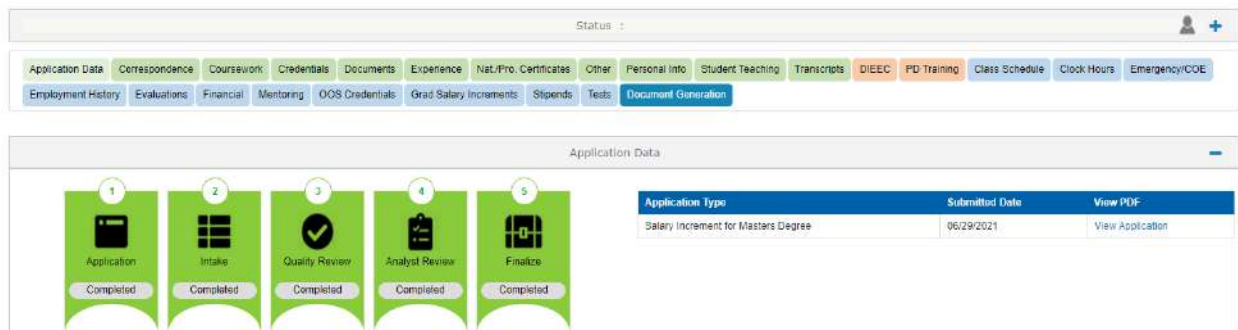 Status :
Application Data Correspondence Coursework Credentials Documents Experience Nat./Pro. Certificates Other Personal Info Student Teaching Transcripts DIEEC PD Training Class Schedule Clock Hours Emergency/COE
Employment History Evaluations Financial Mentoring OOS Credentials Grad Salary Increments Stipends Tests Document Generation
Application Data
1 2 3 4 5
Application Intake Quality Review Analyst Review Finalize
Completed Completed Completed Completed Completed
Application Type Submitted Date View PDF
Salary Increment for Masters Degree 06/29/2021 View Application